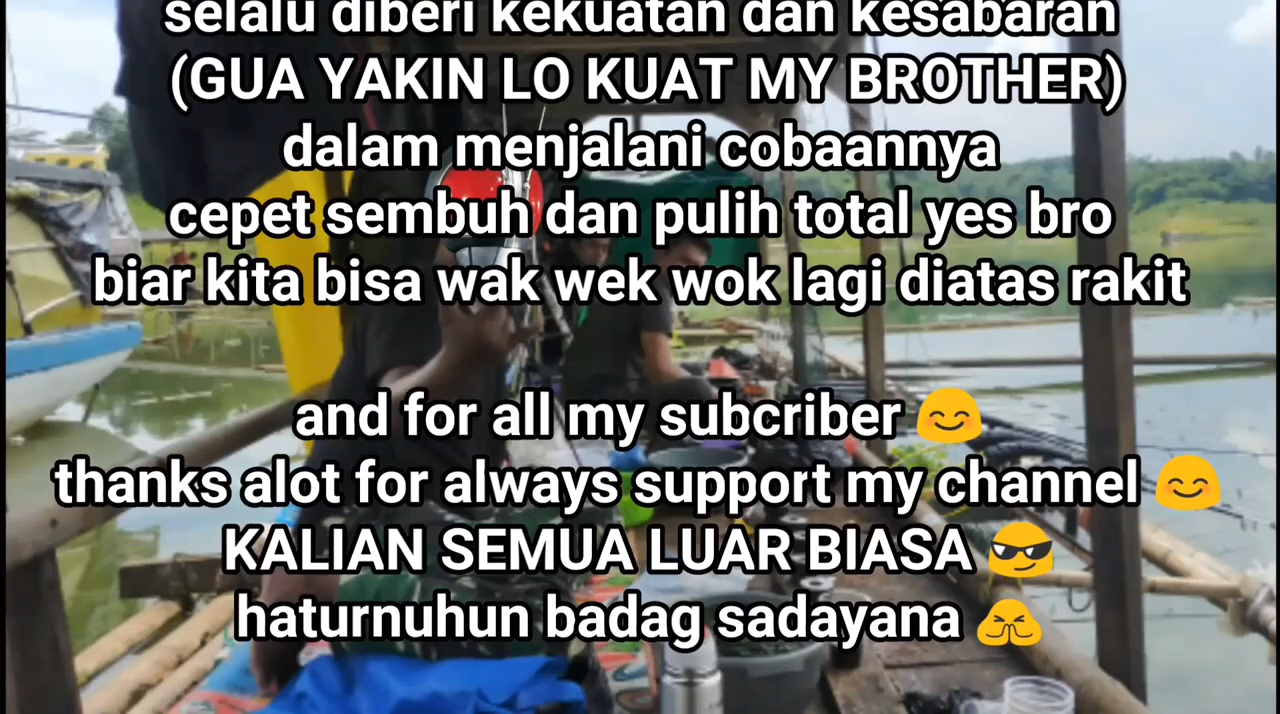 selalu diberi kekuatan dan kesabaran
(GUA YAKIN LO KUAT MY BROTHER)
dalam menjalani cobaannya
cepet sembuh dan pulih total yes bro
biar kita bisa wak wek wok lagi diatas rakit
and for all my subcriber 😊
thanks alot for always support my channel 😊
KALIAN SEMUA LUAR BIASA 😎
haturnuhun badag sadayana 🙏